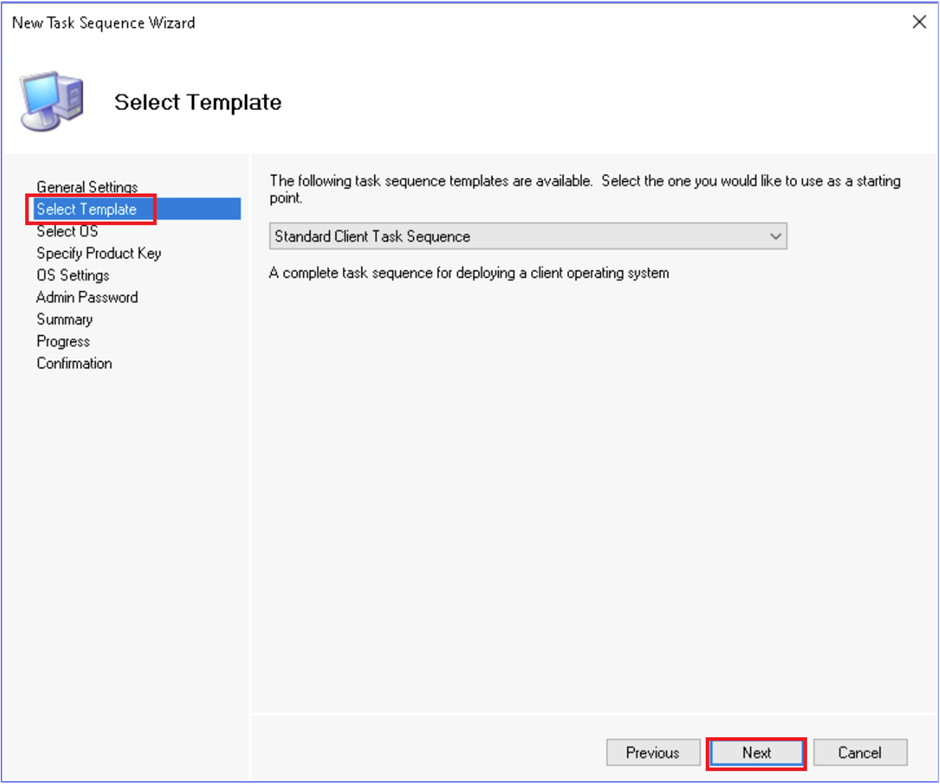 New Task Sequence Wizard
Select Template
General Settings
Select Template
Select OS
Specify Product Key
OS Settings
Admin Password
Summary
Progress
Confirmation
The following task sequence templates are available.  Select the one you would like to use as a starting
point.
Standard Client Task Sequence
A complete task sequence for deploying a client operating system
Previous
Next
Cancel